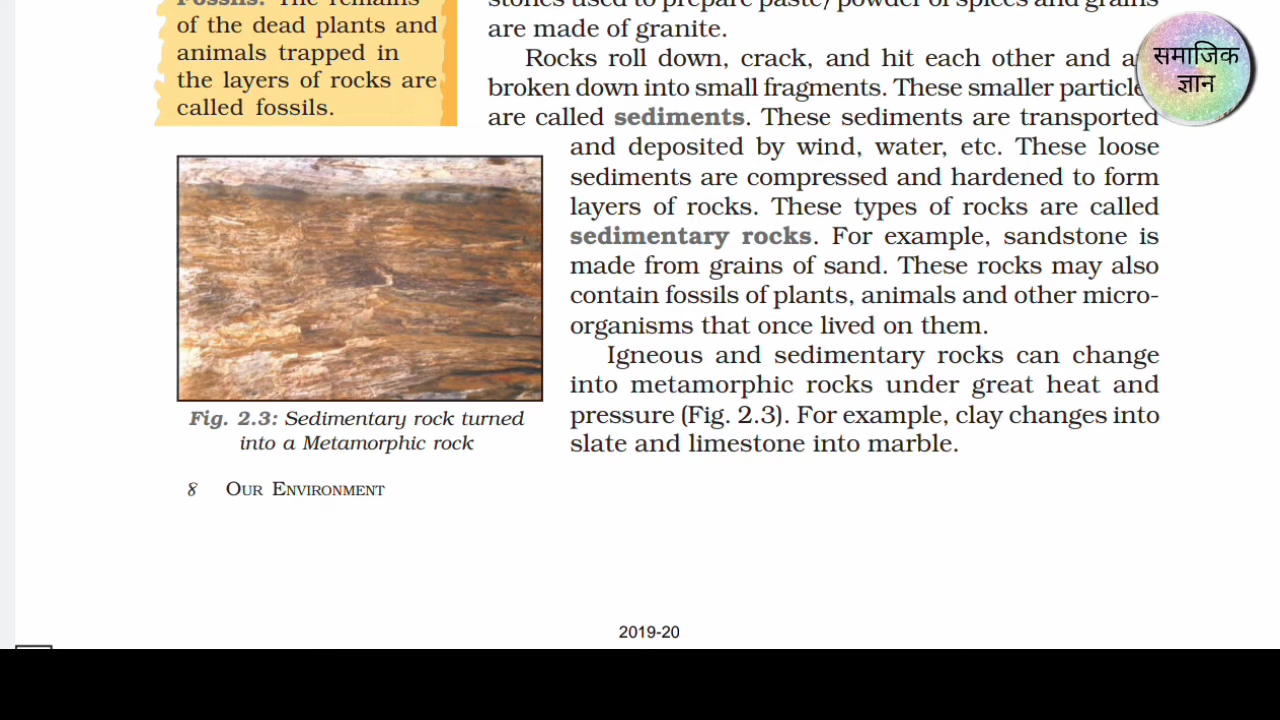 of the dead plants and
animals trapped in
the layers of rocks are
called fossils.
are made of granite.
Rocks roll down, crack, and hit each other and
broken down into small fragments. These smaller
are called sediments. These sediments are transported
and deposited by wind, water, etc. These loose
sediments are compressed and hardened to form
layers of rocks. These types of rocks are called
sedimentary rocks. For example, sandstone is
made from grains of sand. These rocks may also
contain fossils of plants, animals and other micro-
organisms that once lived on them.
Igneous and sedimentary rocks can change
into metamorphic rocks under great heat and
pressure (Fig. 2.3). For example, clay changes into
slate and limestone into marble.
Fig. 2.3: Sedimentary rock turned
into a Metamorphic rock
8 OUR ENVIRONMENT
2019-20
समाजिक
ज्ञान